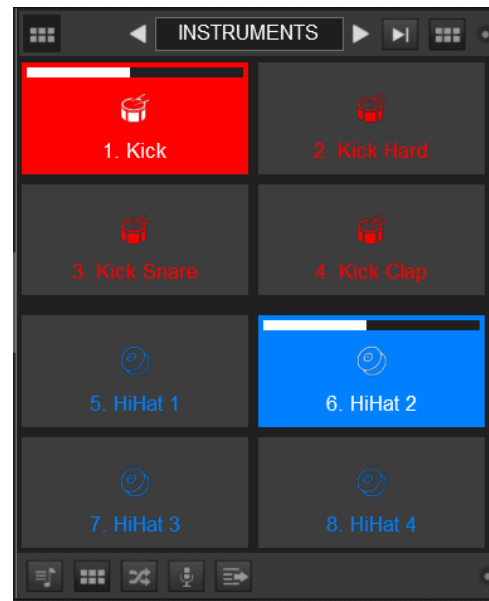 INSTRUMENTS
1. Kick
2. Kick Hard
3. Kick Snare
4. Kick Clap
5. HiHat 1
6. HiHat 2
7. HiHat 3
8. HiHat 4